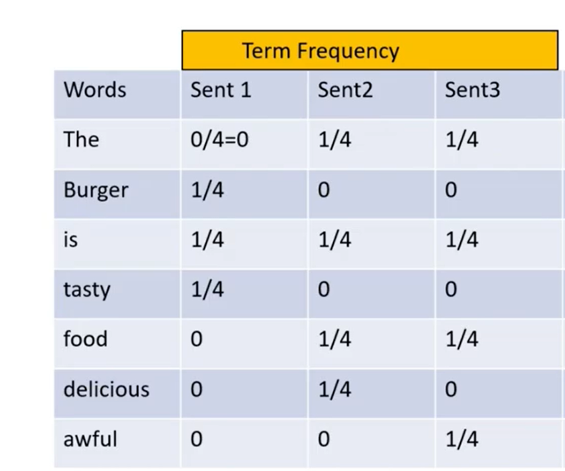 Term Frequency
Words Sent 1 Sent2 Sent3
The 0/4=0 1/4 1/4
Burger 1/4 0 0
is 1/4 1/4 1/4
tasty 1/4 0 0
food 0 1/4 1/4
delicious 0 1/4 0
awful 0 0 1/4